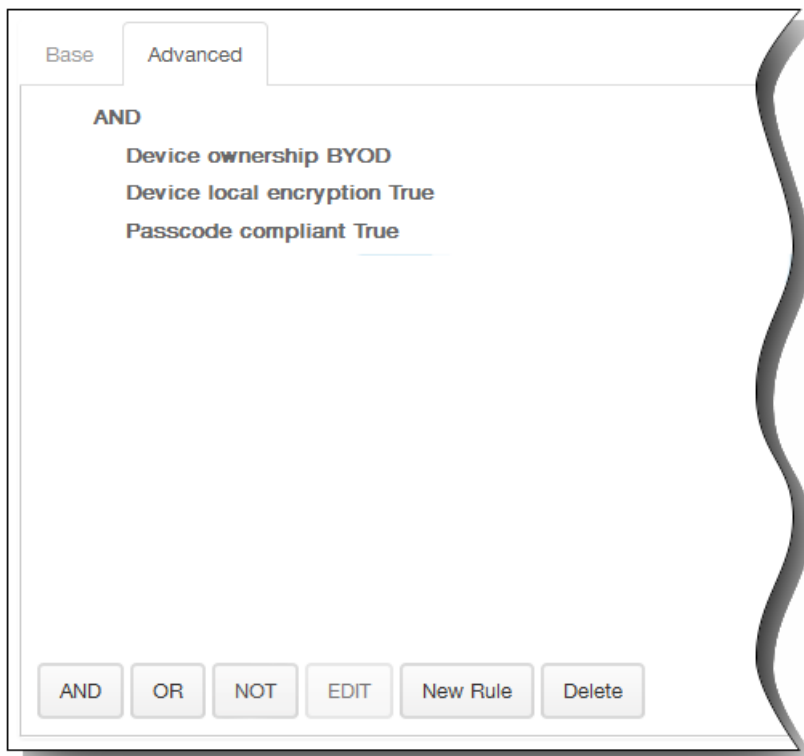 Base Advanced
AND
Device ownership BYOD
Device local encryption True
Passcode compliant True
AND OR NOT EDIT New Rule Delete